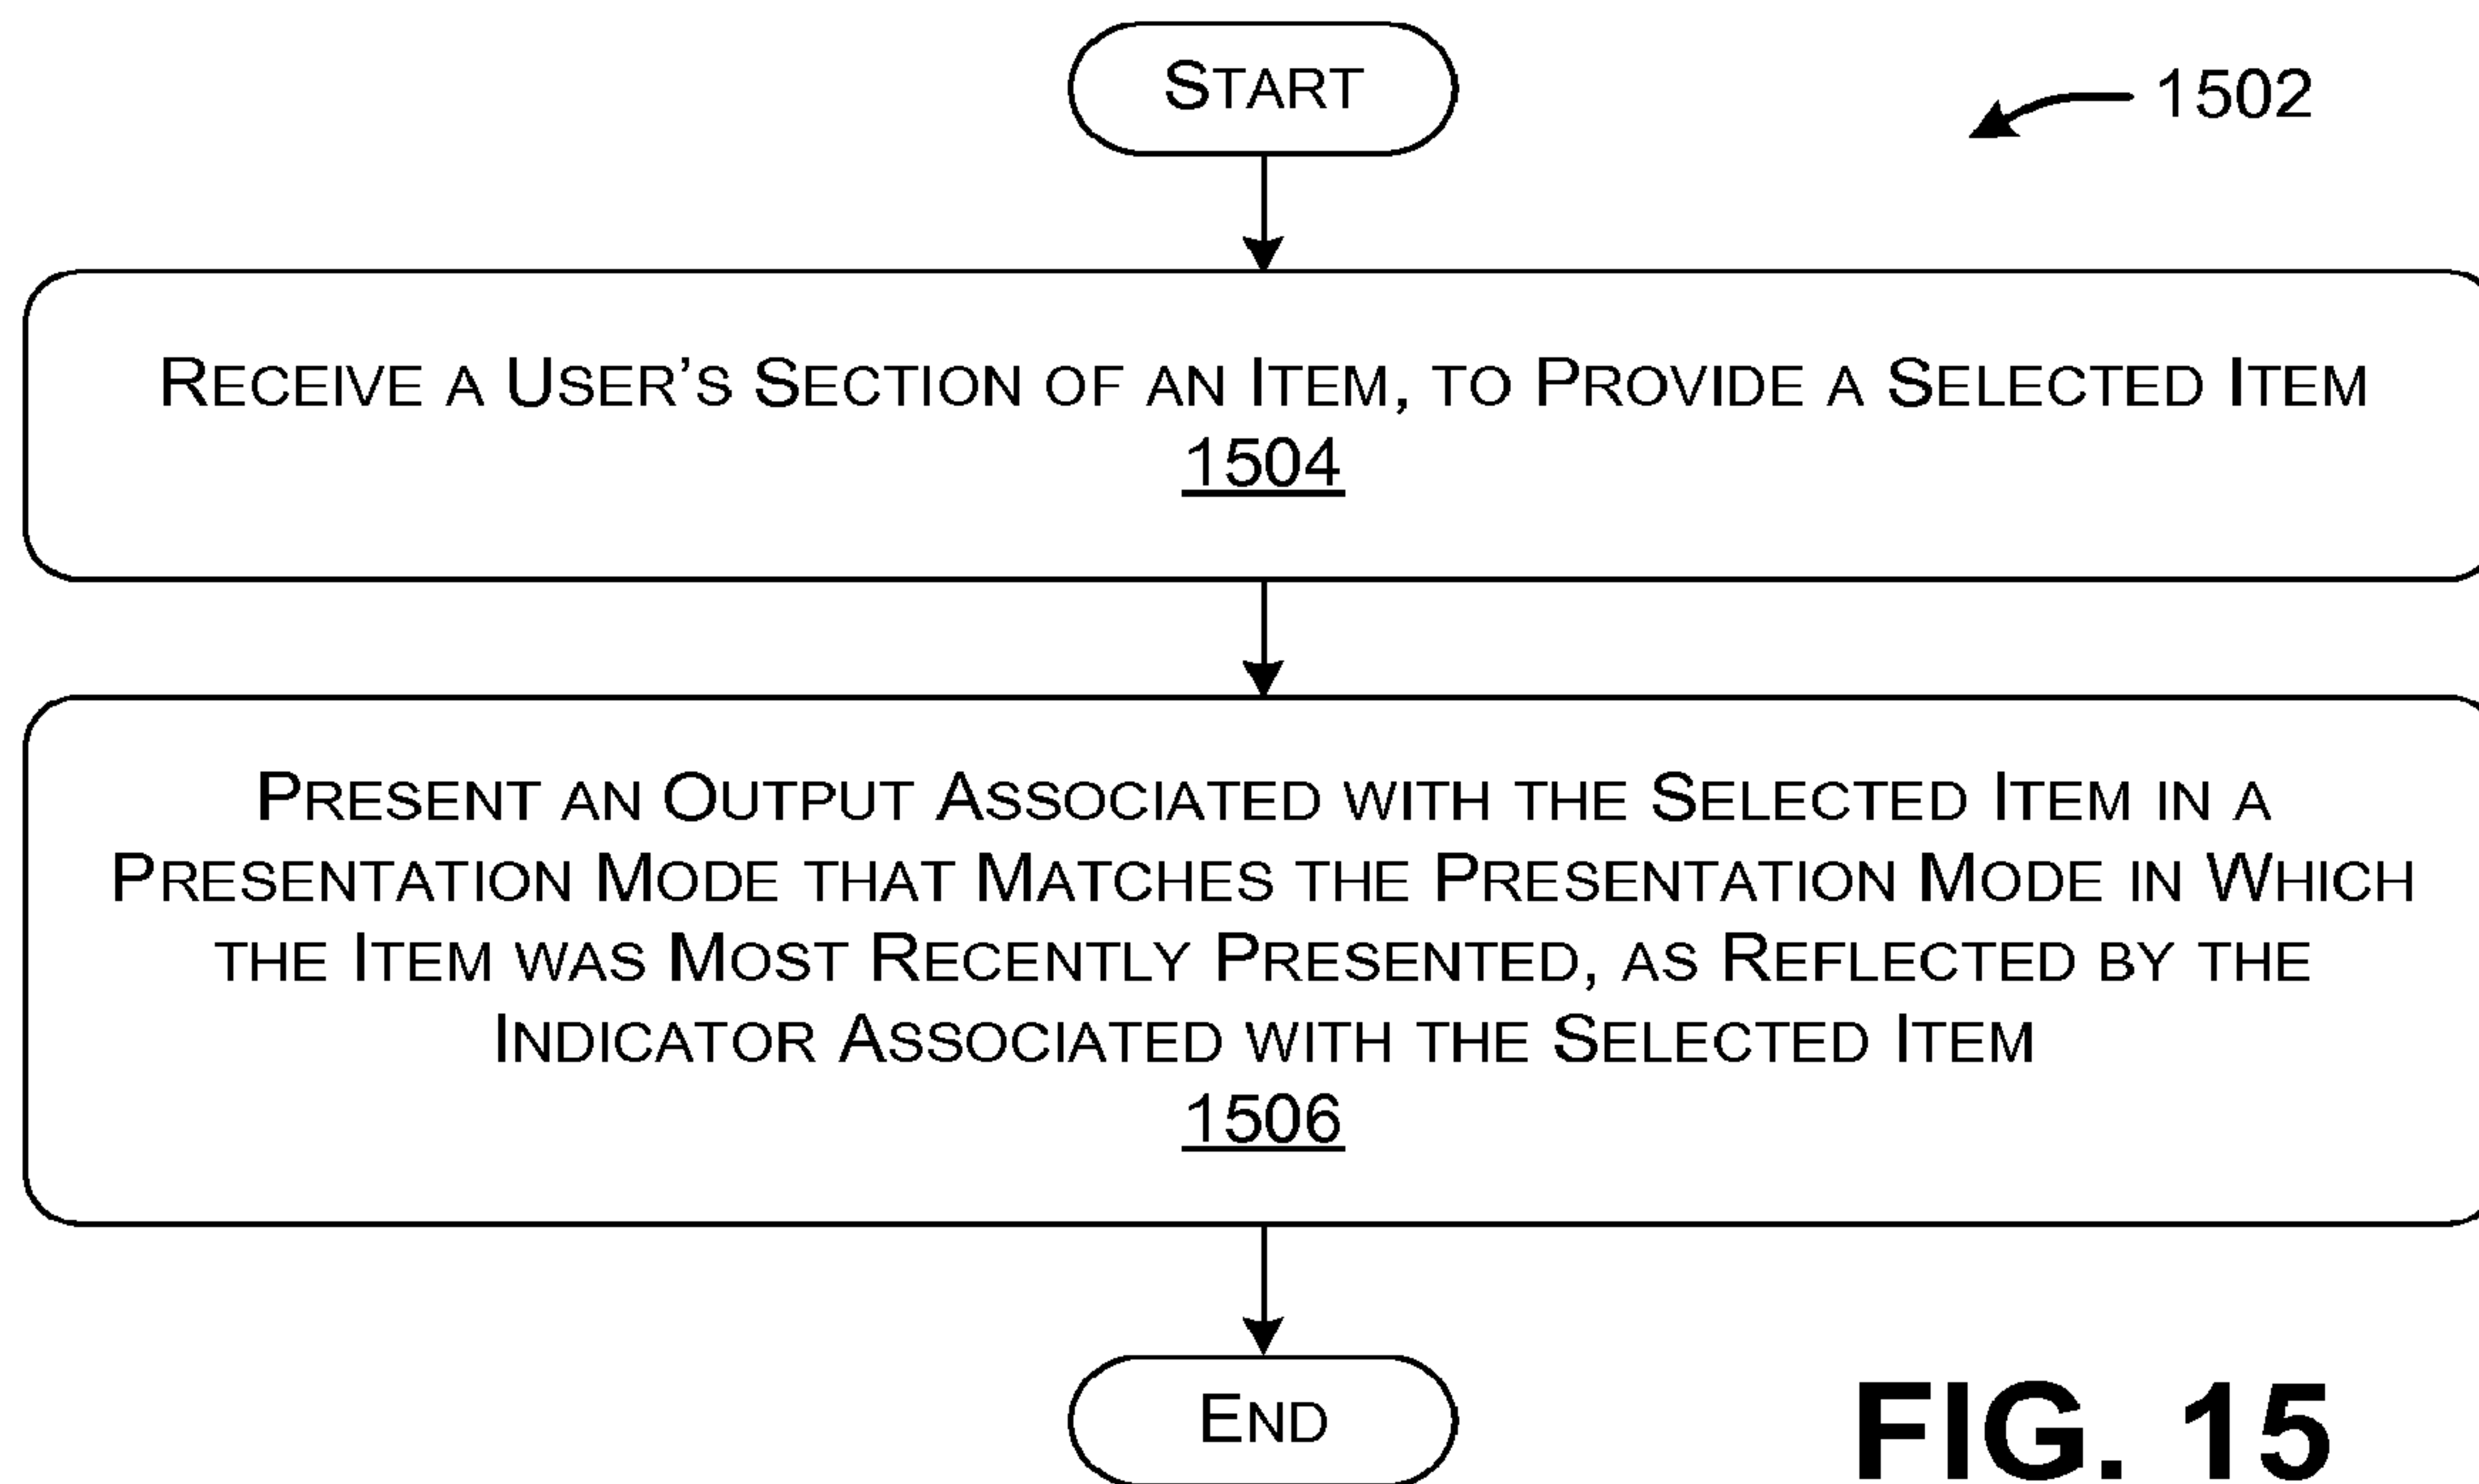 START
1502
RECEIVE A USER'S SECTION OF AN ITEM, TO PROVIDE A SELECTED ITEM
1504
PRESENT AN OUTPUT ASSOCIATED WITH THE SELECTED ITEM IN A
PRESENTATION MODE THAT MATCHES THE PRESENTATION MODE IN WHICH
THE ITEM WAS MOST RECENTLY PRESENTED, AS REFLECTED BY THE
INDICATOR ASSOCIATED WITH THE SELECTED ITEM
1506
END
FIG. 15